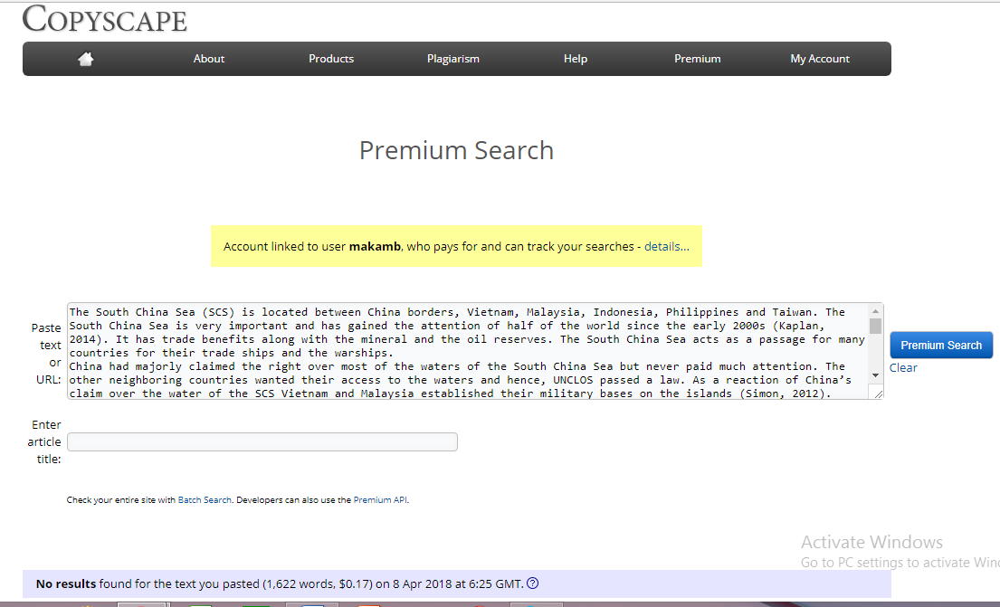 COPYSCAPE
About Products Plagiarism Help Premium My Account
Premium Search
Account linked to user makamb, who pays for and can track your searches - details...
Paste
text
or
URL:
The South China Sea (SCS) is located between China borders, Vietnam, Malaysia, Indonesia, Philippines and Taiwan. The
South China Sea is very important and has gained the attention of half of the world since the early 2000s (Kaplan,
2014). It has trade benefits along with the mineral and the oil reserves. The South China Sea acts as a passage for many
countries for their trade ships and the warships.
China had majorly claimed the right over most of the waters of the South China Sea but never paid much attention. The
other neighboring countries wanted their access to the waters and hence, UNCLOS passed a law. As a reaction of China’s
claim over the water of the SCS Vietnam and Malaysia established their military bases on the islands (Simon, 2012).
Premium Search
Clear
Enter
article
title:
Check your entire site with Batch Search. Developers can also use the Premium API.
Activate Windows
Go to PC settings to activate Win
No results found for the text you pasted (1,622 words, $0.17) on 8 Apr 2018 at 6:25 GMT. ?